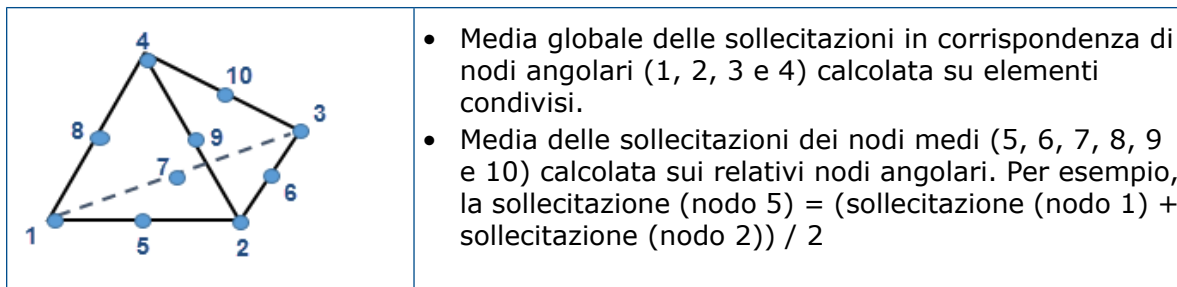 4
10
3
8
9
7
6
1
5
2
• Media globale delle sollecitazioni in corrispondenza di
nodi angolari (1, 2, 3 e 4) calcolata su elementi
condivisi.
• Media delle sollecitazioni dei nodi medi (5, 6, 7, 8, 9
e 10) calcolata sui relativi nodi angolari. Per esempio,
la sollecitazione (nodo 5) = (sollecitazione (nodo 1) +
sollecitazione (nodo 2)) / 2